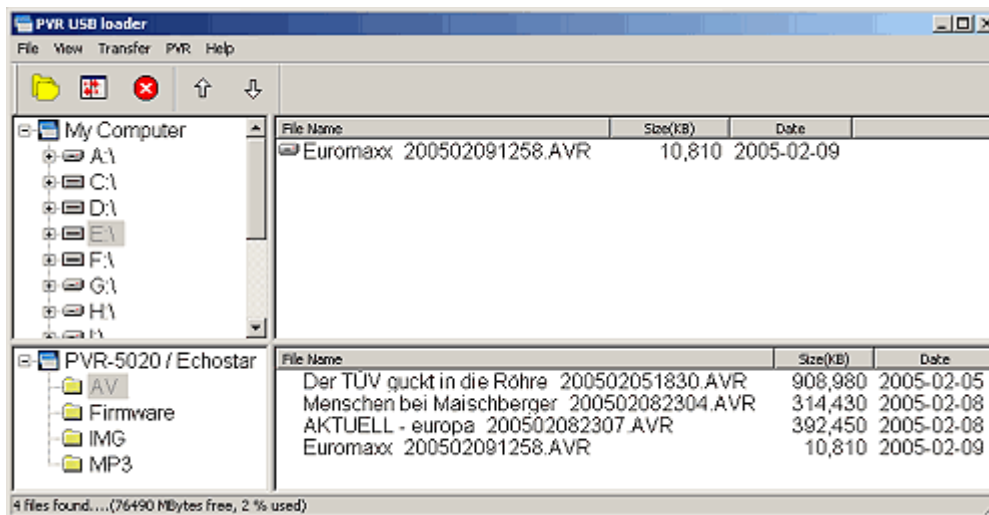 PVR USB loader
File View Transfer PVR Help
My Computer
A:\
C:\
D:\
E:\
F:\
G:\
H:\
File Name Size(KB) Date
Euromaxx 200502091258.AVR 10,810 2005-02-09
PVR-5020 / Echostar
AV
Firmware
IMG
MP3
File Name Size(KB) Date
Der TÜV guckt in die Röhre 200502051830.AVR 908,980 2005-02-05
Menschen bei Maischberger 200502082304.AVR 314,430 2005-02-08
AKTUELL - europa 200502082307.AVR 392,450 2005-02-08
Euromaxx 200502091258.AVR 10,810 2005-02-09
4 files found....(76490 MBytes free, 2 % used)